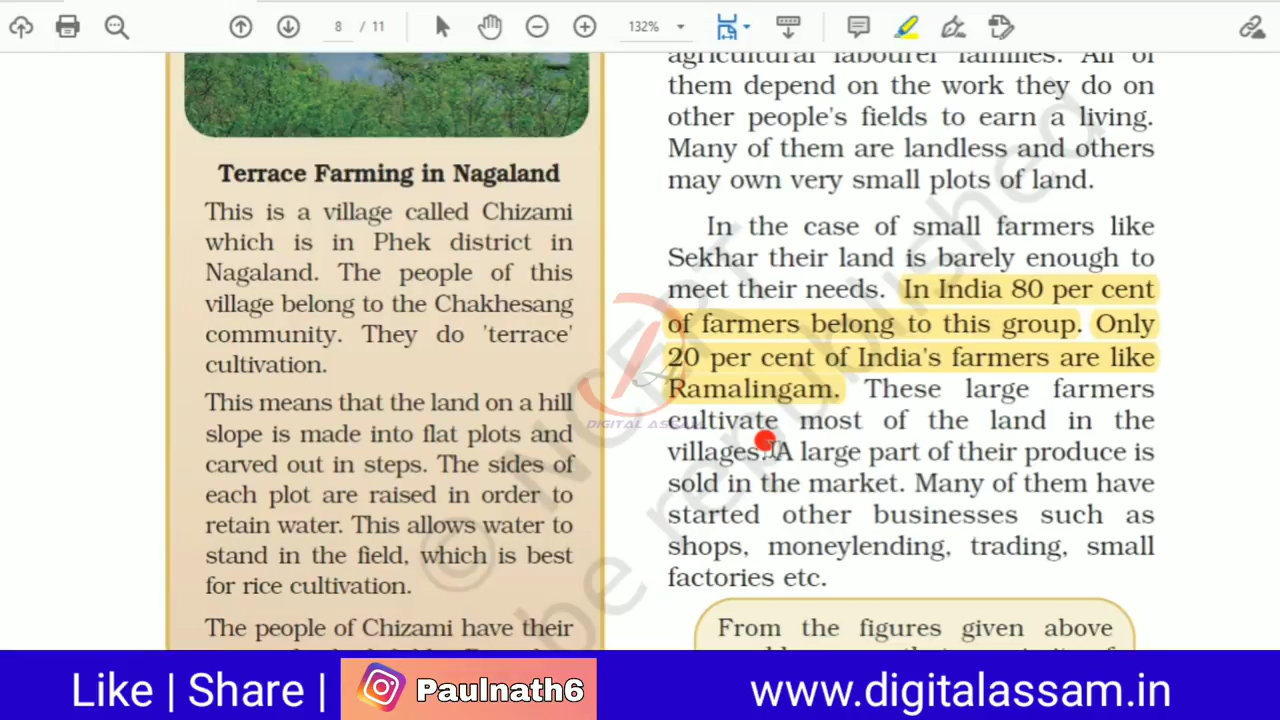 8 / 11
132%
Terrace Farming in Nagaland
This is a village called Chizami
which is in Phek district in
Nagaland. The people of this
village belong to the Chakhesang
community. They do 'terrace'
cultivation.
This means that the land on a hill
slope is made into flat plots and
carved out in steps. The sides of
each plot are raised in order to
retain water. This allows water to
stand in the field, which is best
for rice cultivation.
The people of Chizami have their
agricultural labourer families. All of
them depend on the work they do on
other people's fields to earn a living.
Many of them are landless and others
may own very small plots of land.
In the case of small farmers like
Sekhar their land is barely enough to
meet their needs. In India 80 per cent
of farmers belong to this group. Only
20 per cent of India's farmers are like
Ramalingam. These large farmers
cultivate most of the land in the
villages. A large part of their produce is
sold in the market. Many of them have
started other businesses such as
shops, moneylending, trading, small
factories etc.
From the figures given above
© NCERT
be republished
DIGITAL ASSAM
Like | Share |
Paulnath6
www.digitalassam.in